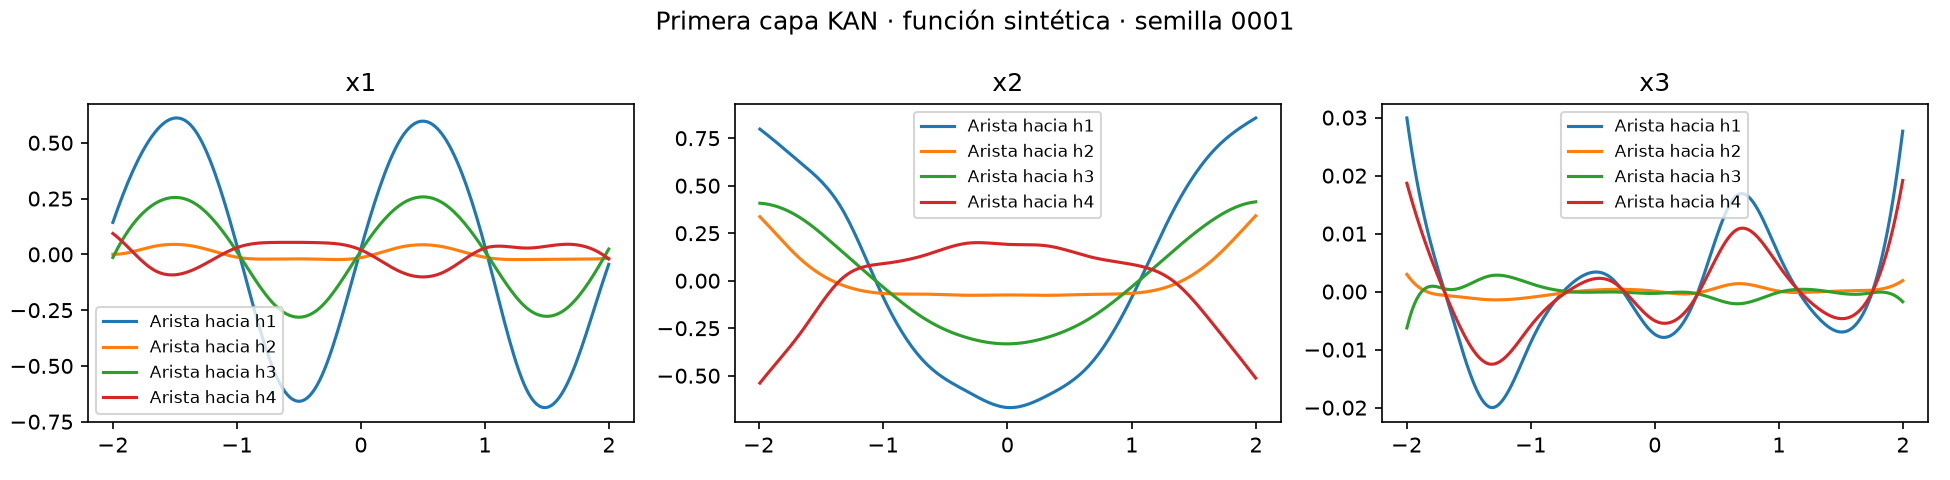 Primera capa KAN · función sintética · semilla 0001
x1
0.50
0.25
0.00
−0.25
−0.50
−0.75
−2
−1
0
1
2
Arista hacia h1
Arista hacia h2
Arista hacia h3
Arista hacia h4
x2
0.75
0.50
0.25
0.00
−0.25
−0.50
−2
−1
0
1
2
Arista hacia h1
Arista hacia h2
Arista hacia h3
Arista hacia h4
x3
0.03
0.02
0.01
0.00
−0.01
−0.02
−2
−1
0
1
2
Arista hacia h1
Arista hacia h2
Arista hacia h3
Arista hacia h4